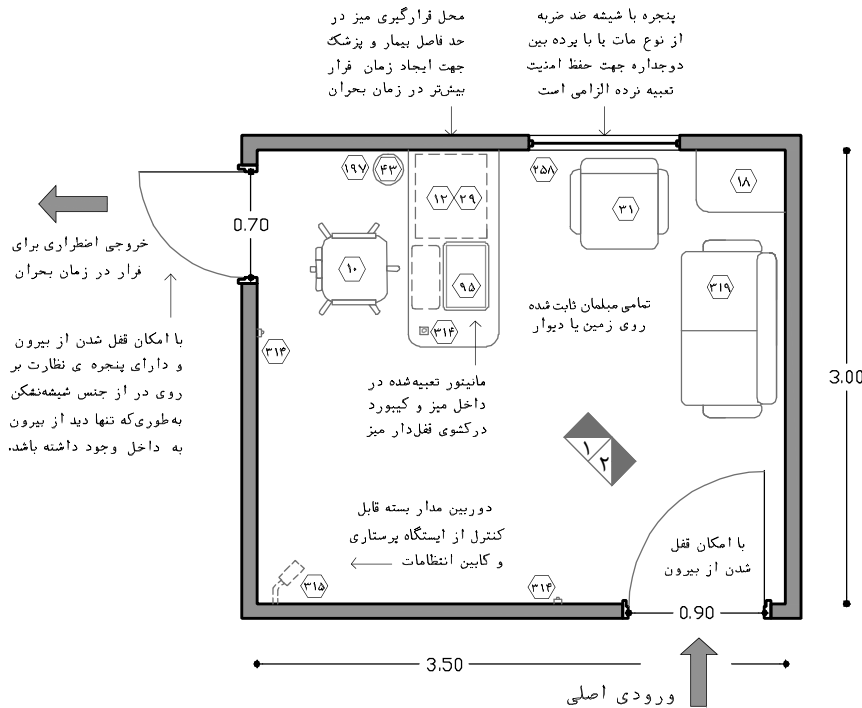 محل قرارگیری میز در
حد فاصل بیمار و پزشک
جهت ایجاد زمان فرار
بیش‌تر در زمان بحران
پنجره با شیشه ضد ضربه
از نوع مات یا با پرده بین
دوجداره جهت حفظ امنیت
تعبیه نرده الزامی است
۱۹۷
۴۳
۱۲
۲۹
۲۵۸
۳۱
۱۸
0.70
خروجی اضطراری برای
فرار در زمان بحران
۱۰
۹۵
۳۱۹
تمامی مبلمان ثابت‌شده
روی زمین یا دیوار
۳۱۴
۳۱۴
با امکان قفل شدن از بیرون
و دارای پنجره ی نظارت بر
روی در از جنس شیشه‌نشکن
به‌طوری‌که تنها دید از بیرون
به داخل وجود داشته باشد.
مانیتور تعبیه‌شده در
داخل میز و کیبورد
درکشوی قفل‌دار میز
3.00
۱
۲
دوربین مدار بسته قابل
کنترل از ایستگاه پرستاری
و کابین انتظامات
با امکان قفل
شدن از بیرون
۳۱۵
۳۱۴
0.90
3.50
ورودی اصلی